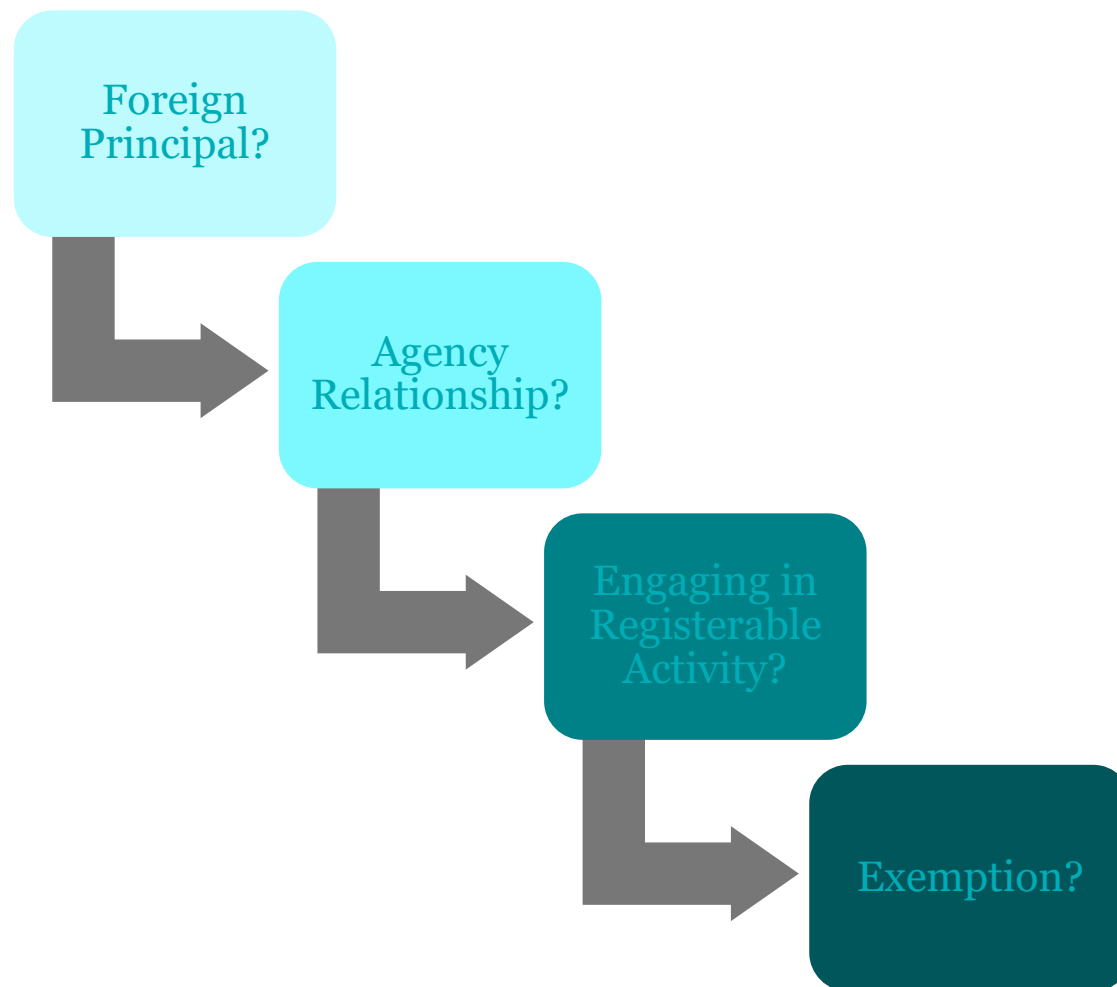 Foreign
Principal?
Agency
Relationship?
Engaging in
Registerable
Activity?
Exemption?